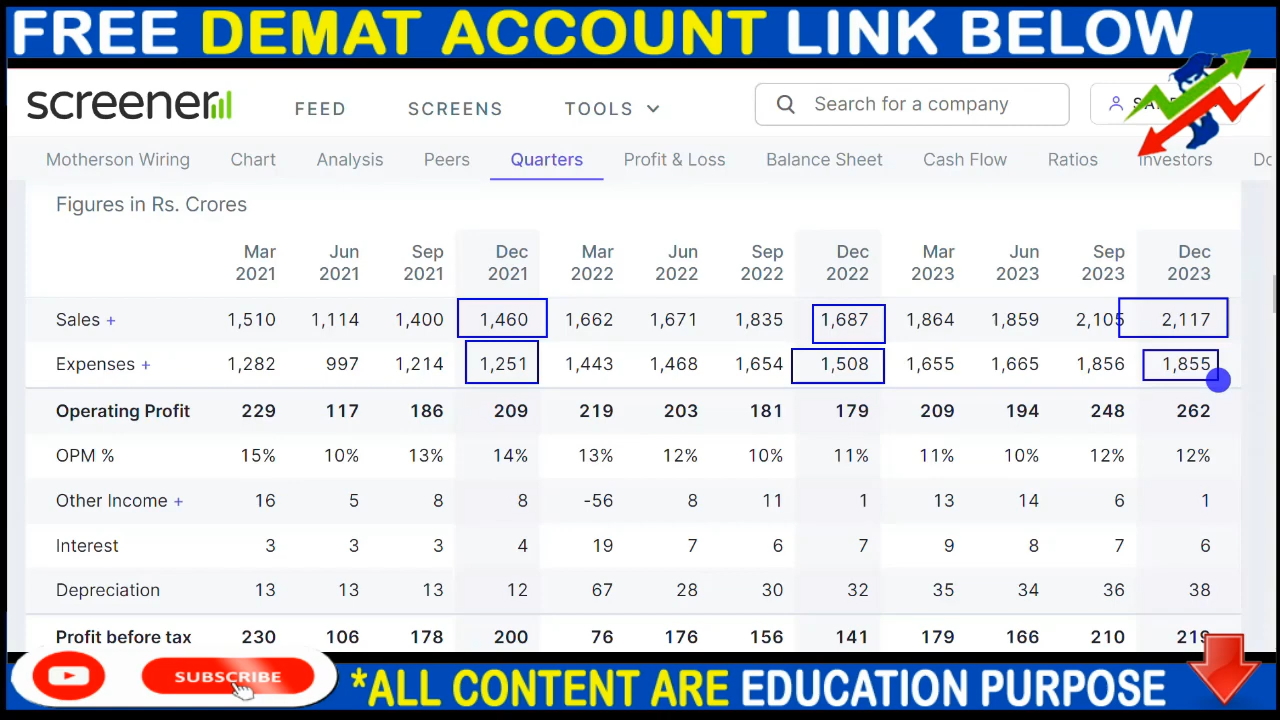 FREE DEMAT ACCOUNT LINK BELOW
screener
FEED SCREENS TOOLS Search for a company
Motherson Wiring Chart Analysis Peers Quarters Profit & Loss Balance Sheet Cash Flow Ratios Investors
Figures in Rs. Crores
Mar 2021 Jun 2021 Sep 2021 Dec 2021 Mar 2022 Jun 2022 Sep 2022 Dec 2022 Mar 2023 Jun 2023 Sep 2023 Dec 2023
Sales + 1,510 1,114 1,400 1,460 1,662 1,671 1,835 1,687 1,864 1,859 2,105 2,117
Expenses + 1,282 997 1,214 1,251 1,443 1,468 1,654 1,508 1,655 1,665 1,856 1,855
Operating Profit 229 117 186 209 219 203 181 179 209 194 248 262
OPM % 15% 10% 13% 14% 13% 12% 10% 11% 11% 10% 12% 12%
Other Income + 16 5 8 8 -56 8 11 1 13 14 6 1
Interest 3 3 3 4 19 7 6 7 9 8 7 6
Depreciation 13 13 13 12 67 28 30 32 35 34 36 38
Profit before tax 230 106 178 200 76 176 156 141 179 166 210 219
SUBSCRIBE
*ALL CONTENT ARE EDUCATION PURPOSE